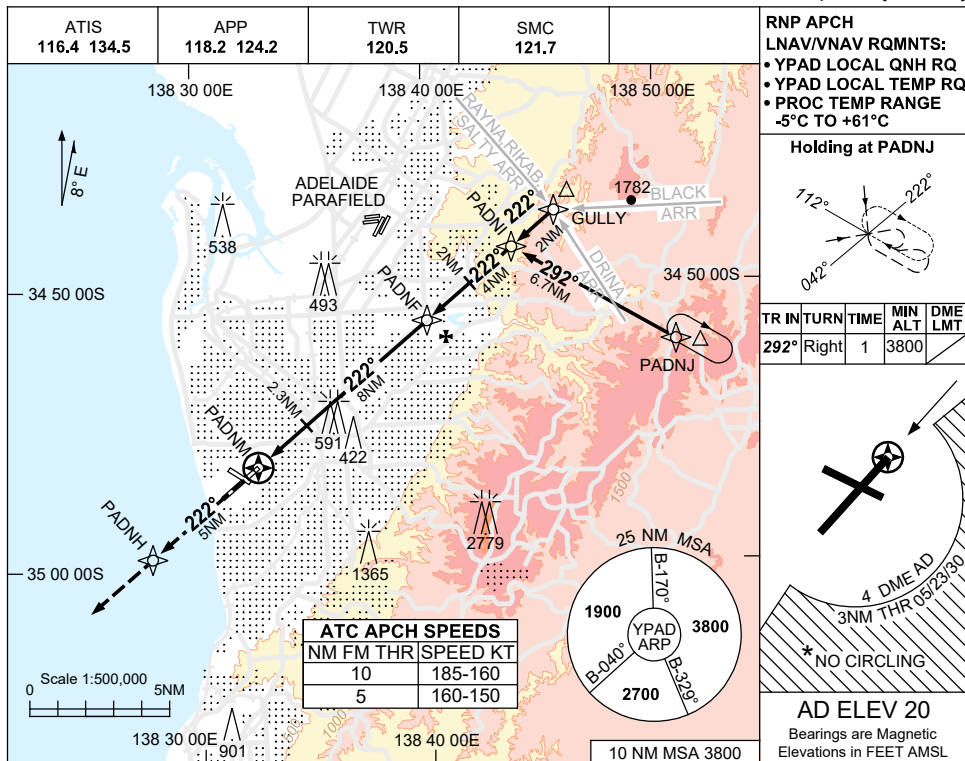 ATIS
116.4 134.5
APP
118.2 124.2
TWR
120.5
SMC
121.7
RNP APCH
LNAV/VNAV RQMNTS:
• YPAD LOCAL QNH RQ
• YPAD LOCAL TEMP RQ
• PROC TEMP RANGE
-5°C TO +61°C
138 30 00E
138 40 00E
138 50 00E
8° E
ADELAIDE
PARAFIELD
538
493
RAYVA, RIKAB,
SALTY ARR
1782
BLACK
ARR
GULLY
222°
2NM
PADNI
222°
2NM
4NM
292°
6.7NM
DRINA
ARR
PADNF
PADNJ
34 50 00S
34 50 00S
222°
8NM
2.3NM
591
422
PADNM
222°
5NM
PADNH
1365
2779
1500
35 00 00S
ATC APCH SPEEDS
NM FM THR SPEED KT
10 185-160
5 160-150
25 NM MSA
B-170°
1900
3800
YPAD
ARP
B-040°
B-329°
2700
Scale 1:500,000
0 5NM
138 30 00E
901
500
1000
138 40 00E
10 NM MSA 3800
Holding at PADNJ
112°
222°
042°
TR IN TURN TIME MIN ALT DME LMT
292° Right 1 3800
4 DME AD
3NM THR 05/23/30
*NO CIRCLING
AD ELEV 20
Bearings are Magnetic
Elevations in FEET AMSL